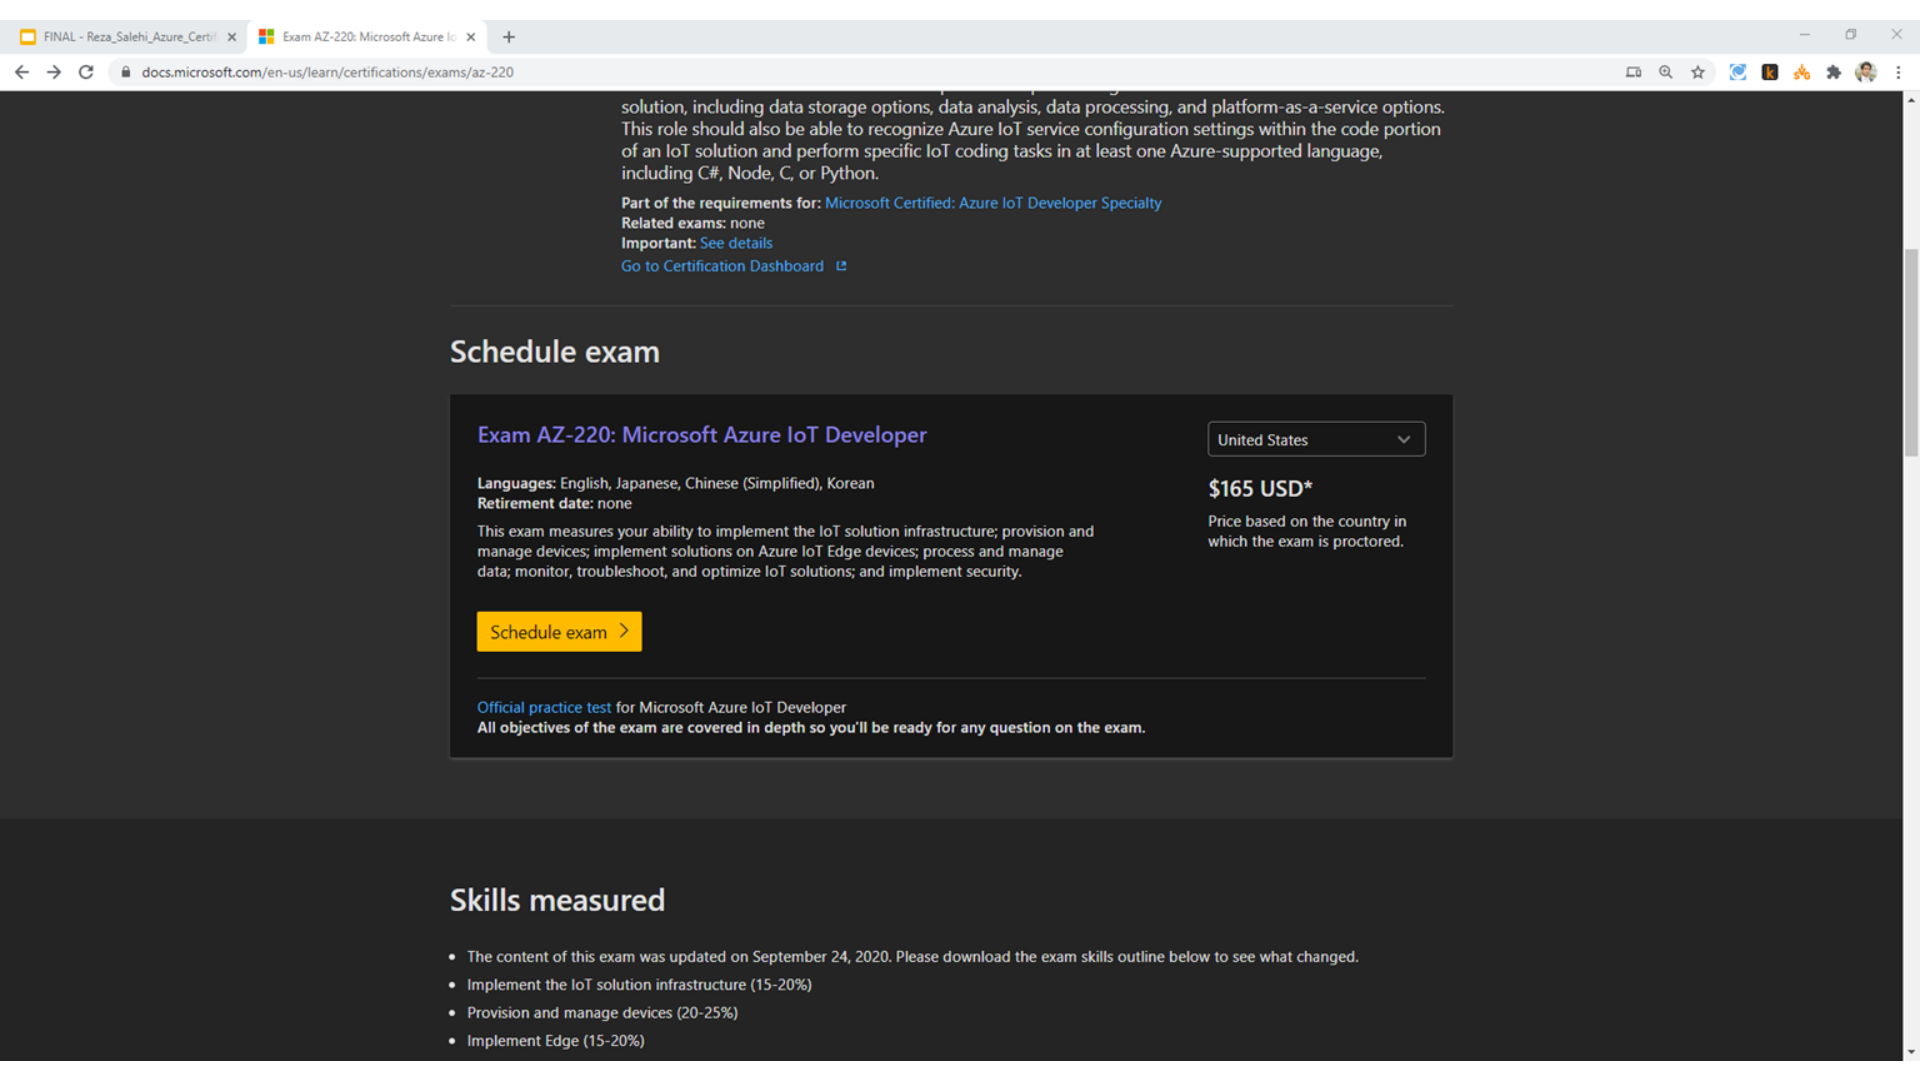 FINAL - Reza_Salehi_Azure_Certif
Exam AZ-220: Microsoft Azure Io
docs.microsoft.com/en-us/learn/certifications/exams/az-220
solution, including data storage options, data analysis, data processing, and platform-as-a-service options.
This role should also be able to recognize Azure IoT service configuration settings within the code portion
of an IoT solution and perform specific IoT coding tasks in at least one Azure-supported language,
including C#, Node, C, or Python.
Part of the requirements for: Microsoft Certified: Azure IoT Developer Specialty
Related exams: none
Important: See details
Go to Certification Dashboard
Schedule exam
Exam AZ-220: Microsoft Azure IoT Developer
United States
Languages: English, Japanese, Chinese (Simplified), Korean
Retirement date: none
$165 USD*
Price based on the country in
which the exam is proctored.
This exam measures your ability to implement the IoT solution infrastructure; provision and
manage devices; implement solutions on Azure IoT Edge devices; process and manage
data; monitor, troubleshoot, and optimize IoT solutions; and implement security.
Schedule exam
Official practice test for Microsoft Azure IoT Developer
All objectives of the exam are covered in depth so you'll be ready for any question on the exam.
Skills measured
• The content of this exam was updated on September 24, 2020. Please download the exam skills outline below to see what changed.
• Implement the IoT solution infrastructure (15-20%)
• Provision and manage devices (20-25%)
• Implement Edge (15-20%)